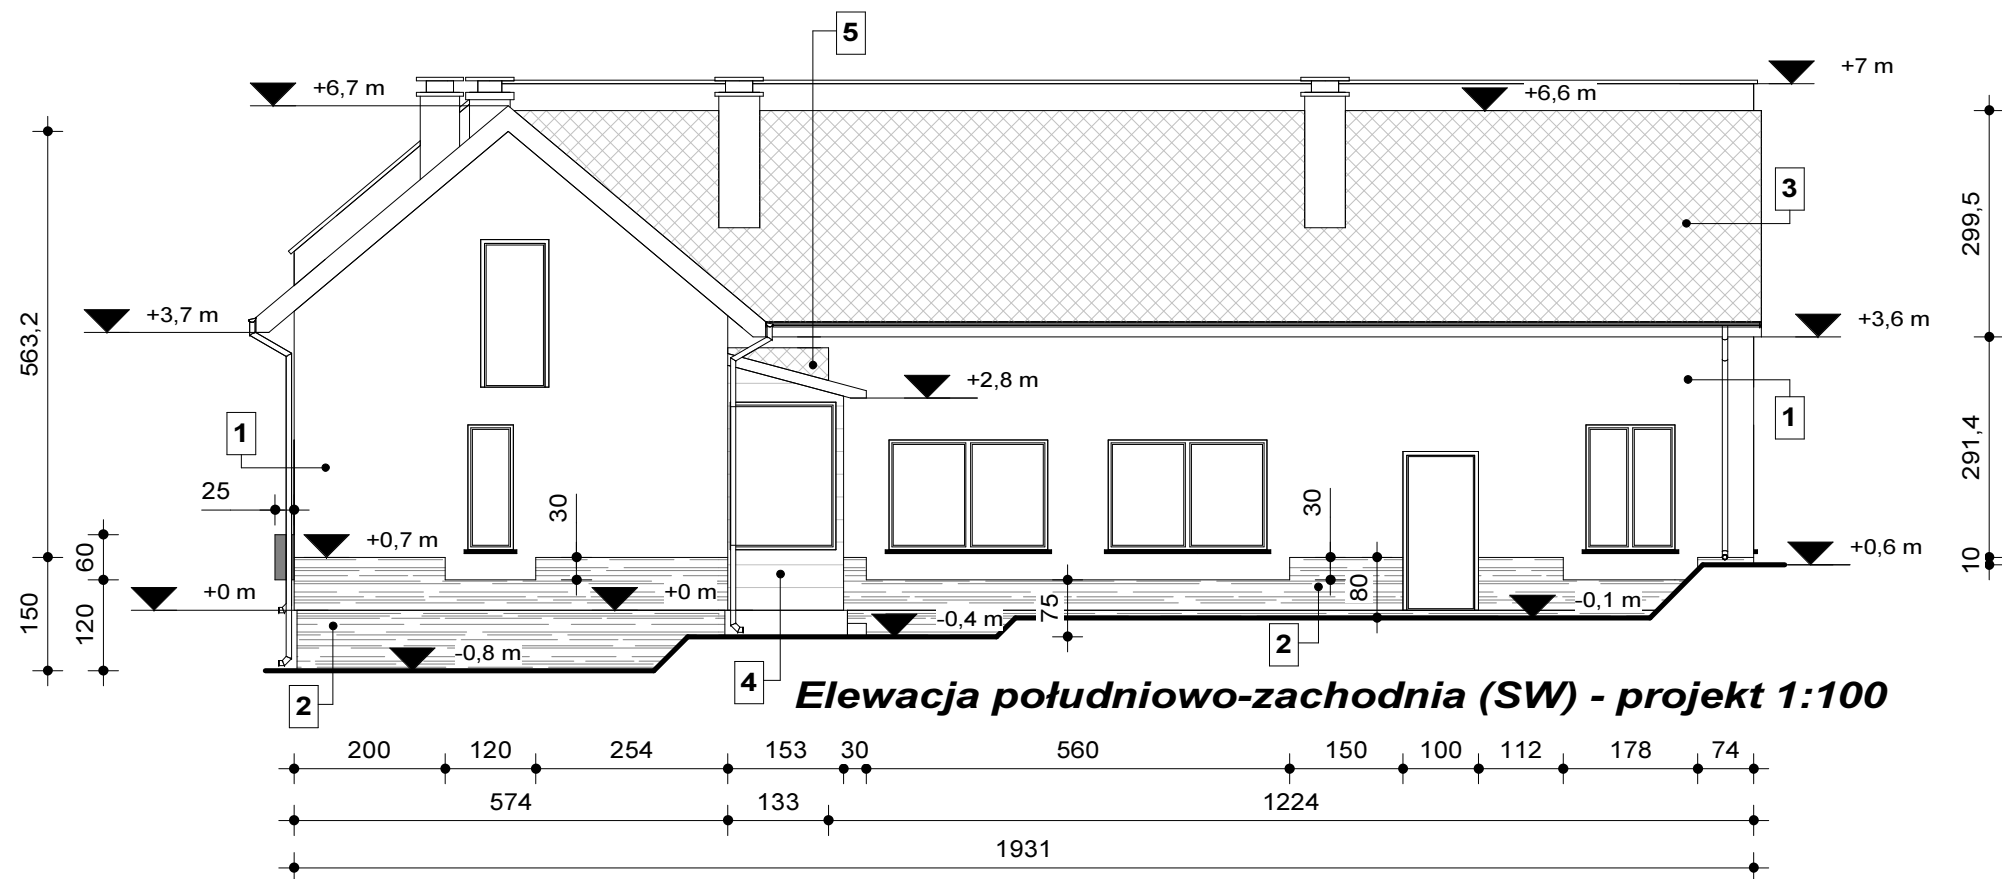 5
+6,7 m
+7 m
+6,6 m
3
299,5
+3,7 m
+3,6 m
563,2
+2,8 m
1
1
291,4
25
30
30
+0,7 m
+0,6 m
60
10
+0 m
+0 m
80
-0,1 m
150
120
75
-0,4 m
2
-0,8 m
4
2
Elewacja południowo-zachodnia (SW) - projekt 1:100
200 120 254 153 30 560 150 100 112 178 74
574 133 1224
1931